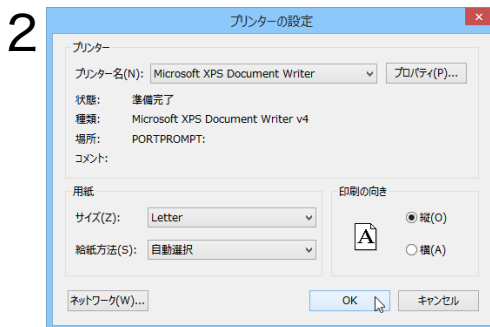 2
プリンターの設定
×
プリンター
プリンター名(N): Microsoft XPS Document Writer プロパティ(P)...
状態: 準備完了
種類: Microsoft XPS Document Writer v4
場所: PORTPROMPT:
コメント:
用紙
サイズ(Z): Letter
給紙方法(S): 自動選択
印刷の向き
A
縦(O)
横(A)
ネットワーク(W)... OK キャンセル